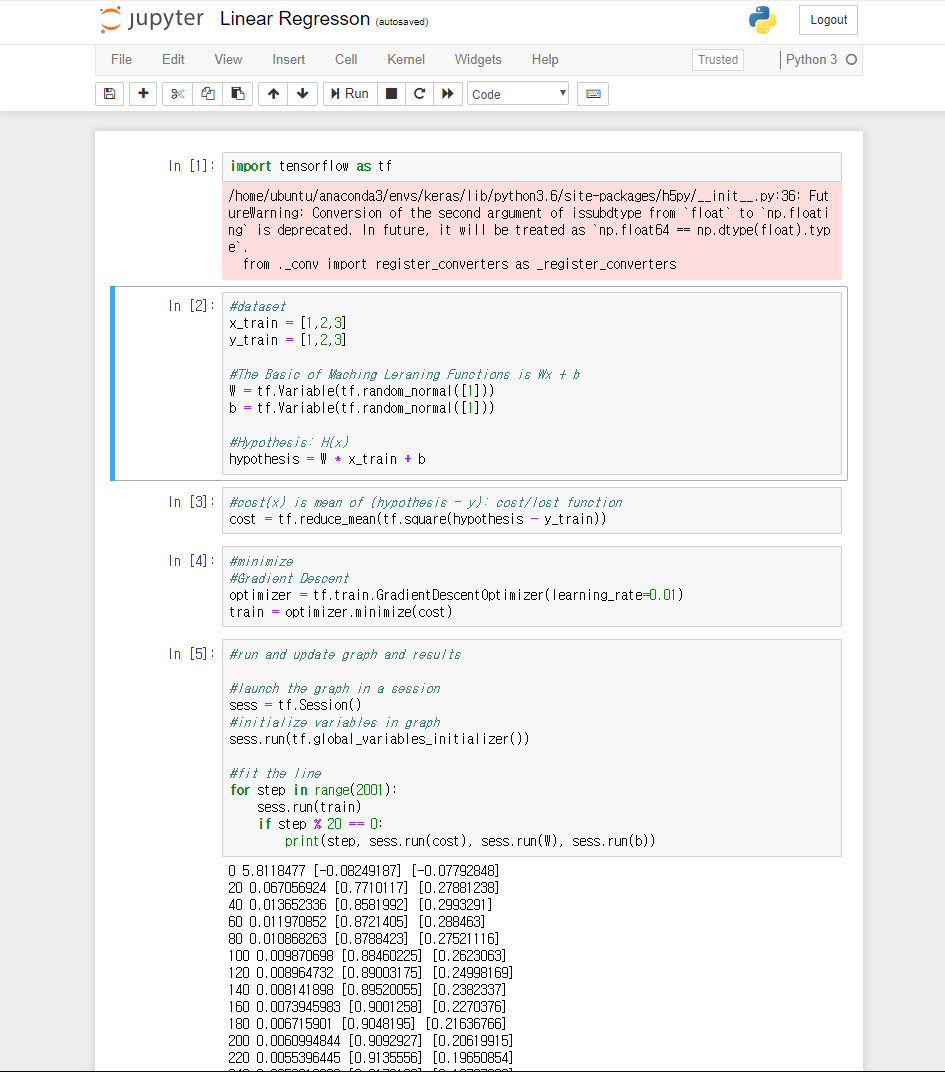 jupyter Linear Regresson (autosaved)
Logout
File Edit View Insert Cell Kernel Widgets Help Trusted Python 3
Run Code
In [1]: import tensorflow as tf
/home/ubuntu/anaconda3/envs/keras/lib/python3.6/site-packages/h5py/__init__.py:36: Fut
ureWarning: Conversion of the second argument of issubdtype from `float` to `np.floati
ng` is deprecated. In future, it will be treated as `np.float64 == np.dtype(float).typ
e`.
from ._conv import register_converters as _register_converters
In [2]: #dataset
x_train = [1,2,3]
y_train = [1,2,3]
#The Basic of Maching Leraning Functions is Wx + b
W = tf.Variable(tf.random_normal([1]))
b = tf.Variable(tf.random_normal([1]))
#Hypothesis: H(x)
hypothesis = W * x_train + b
In [3]: #cost(x) is mean of (hypothesis - y): cost/lost function
cost = tf.reduce_mean(tf.square(hypothesis - y_train))
In [4]: #minimize
#Gradient Descent
optimizer = tf.train.GradientDescentOptimizer(learning_rate=0.01)
train = optimizer.minimize(cost)
In [5]: #run and update graph and results
#launch the graph in a session
sess = tf.Session()
#initialize variables in graph
sess.run(tf.global_variables_initializer())
#fit the line
for step in range(2001):
sess.run(train)
if step % 20 == 0:
print(step, sess.run(cost), sess.run(W), sess.run(b))
0 5.8118477 [-0.08249187] [-0.07792848]
20 0.067056924 [0.7710117] [0.27881238]
40 0.013652336 [0.8581992] [0.2993291]
60 0.011970852 [0.8721405] [0.288463]
80 0.010868263 [0.8788423] [0.27521116]
100 0.009870698 [0.88460225] [0.2623063]
120 0.008964732 [0.89003175] [0.24998169]
140 0.008141898 [0.89520055] [0.2382337]
160 0.0073945983 [0.9001258] [0.2270376]
180 0.006715901 [0.9048195] [0.21636766]
200 0.0060994844 [0.9092927] [0.20619915]
220 0.0055396445 [0.9135556] [0.19650854]